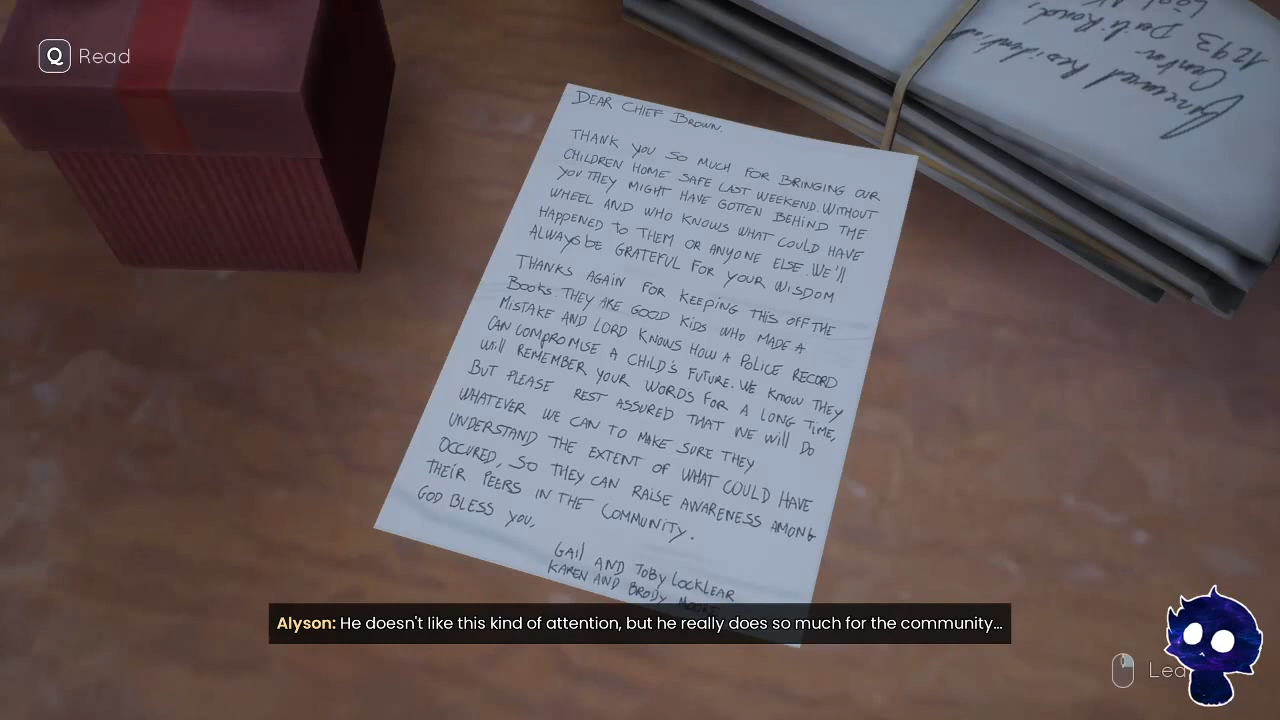 Q Read
DEAR CHIEF BROWN.
THANK YOU SO MUCH FOR BRINGING OUR
CHILDREN HOME SAFE LAST WEEKEND. WITHOUT
YOU THEY MIGHT HAVE GOTTEN BEHIND THE
WHEEL AND WHO KNOWS WHAT COULD HAVE
HAPPENED TO THEM OR ANYONE ELSE. WE'll
ALWAYS BE GRATEFUL FOR YOUR WISDOM
THANKS AGAIN FOR KEEPING THIS OFF THE
BOOKS. THEY ARE GOOD KIDS WHO MADE A
MISTAKE AND LORD KNOWS HOW A POLICE RECORD
CAN COMPROMISE A CHILD'S FUTURE. WE KNOW THEY
Will REMEMBER YOUR WORDS FOR A LONG TIME,
BUT PLEASE REST ASSURED THAT WE Will DO
WHATEVER WE CAN TO MAKE SURE THEY
UNDERSTAND THE EXTENT OF WHAT COULD HAVE
OCCURED, SO THEY CAN RAISE AWARENESS AMONG
THEIR PEERS IN THE COMMUNITY.
GOD BLESS YOU,
GAil AND TOBY LOCKLEAR
KAREN AND BRODY
1293
Alyson: He doesn't like this kind of attention, but he really does so much for the community...